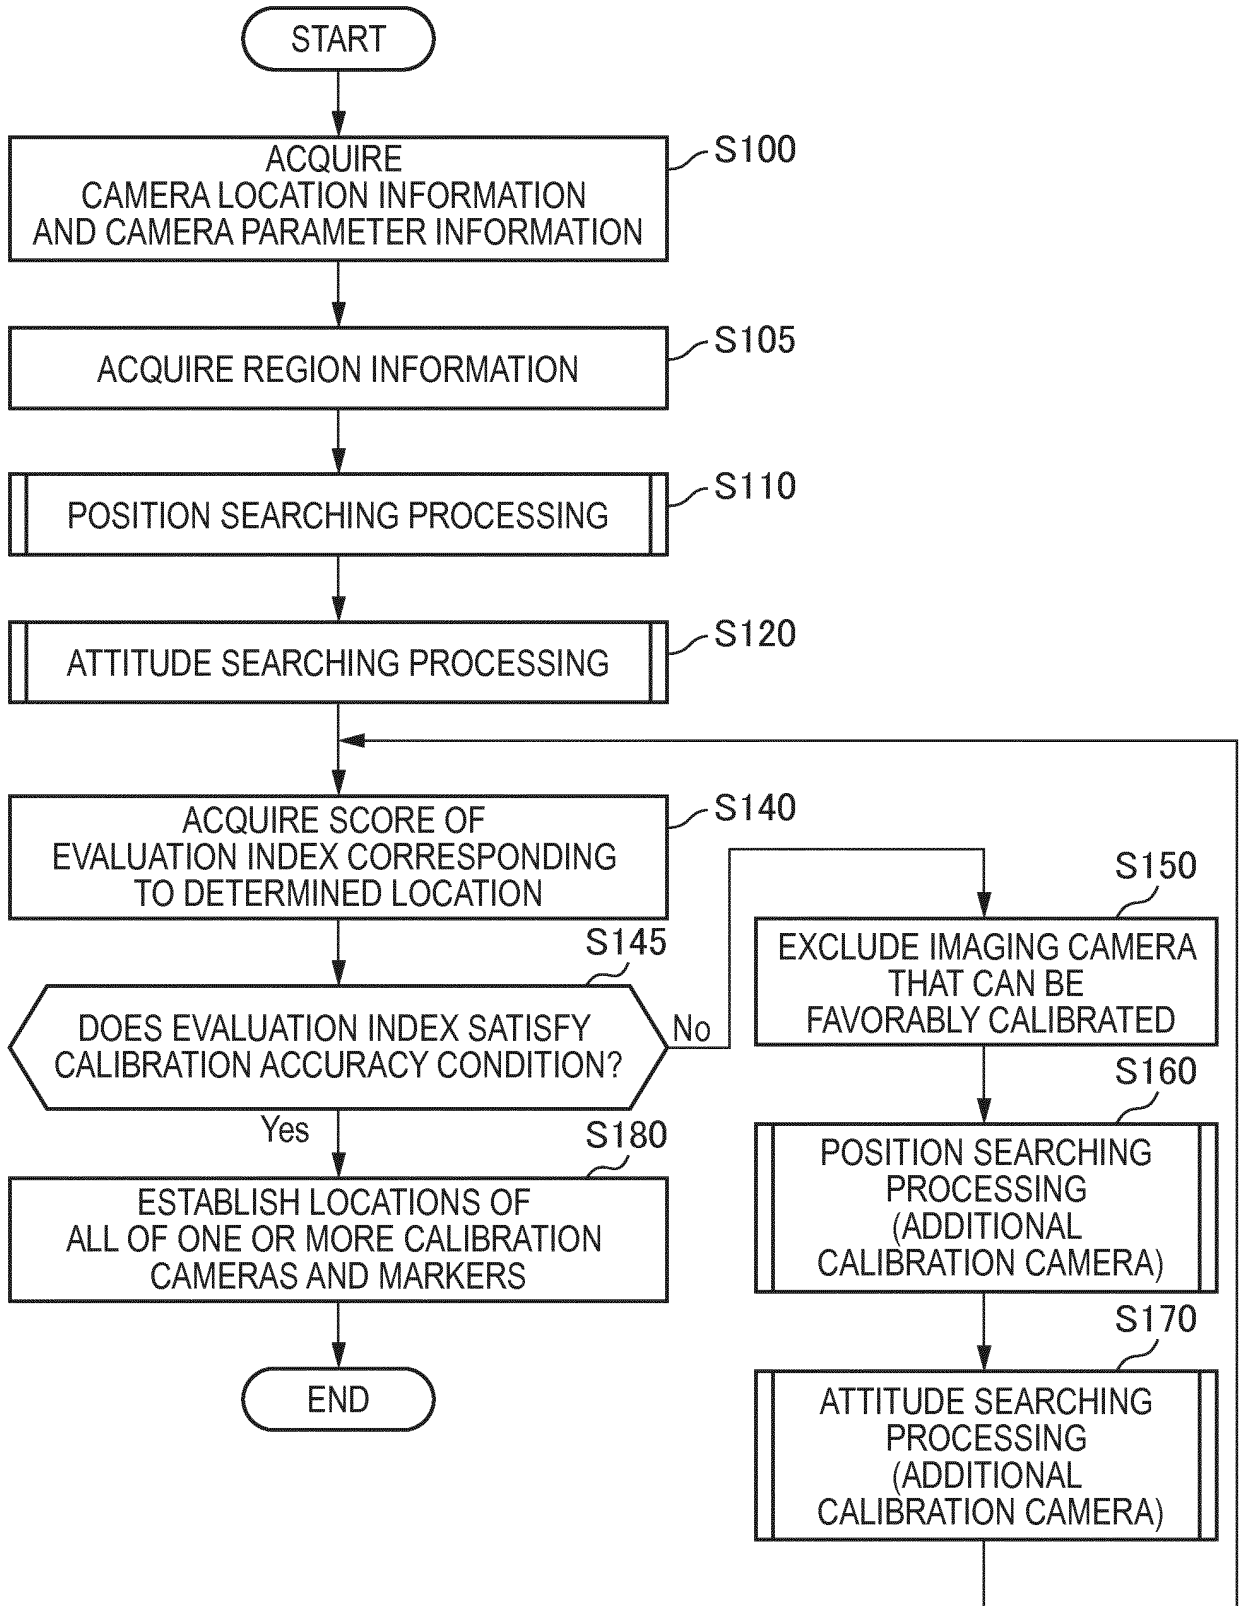 START
S100
ACQUIRE
CAMERA LOCATION INFORMATION
AND CAMERA PARAMETER INFORMATION
S105
ACQUIRE REGION INFORMATION
S110
POSITION SEARCHING PROCESSING
S120
ATTITUDE SEARCHING PROCESSING
S140
ACQUIRE SCORE OF
EVALUATION INDEX CORRESPONDING
TO DETERMINED LOCATION
S145
DOES EVALUATION INDEX SATISFY
CALIBRATION ACCURACY CONDITION?
No
Yes
S180
ESTABLISH LOCATIONS OF
ALL OF ONE OR MORE CALIBRATION
CAMERAS AND MARKERS
END
S150
EXCLUDE IMAGING CAMERA
THAT CAN BE
FAVORABLY CALIBRATED
S160
POSITION SEARCHING
PROCESSING
(ADDITIONAL
CALIBRATION CAMERA)
S170
ATTITUDE SEARCHING
PROCESSING
(ADDITIONAL
CALIBRATION CAMERA)